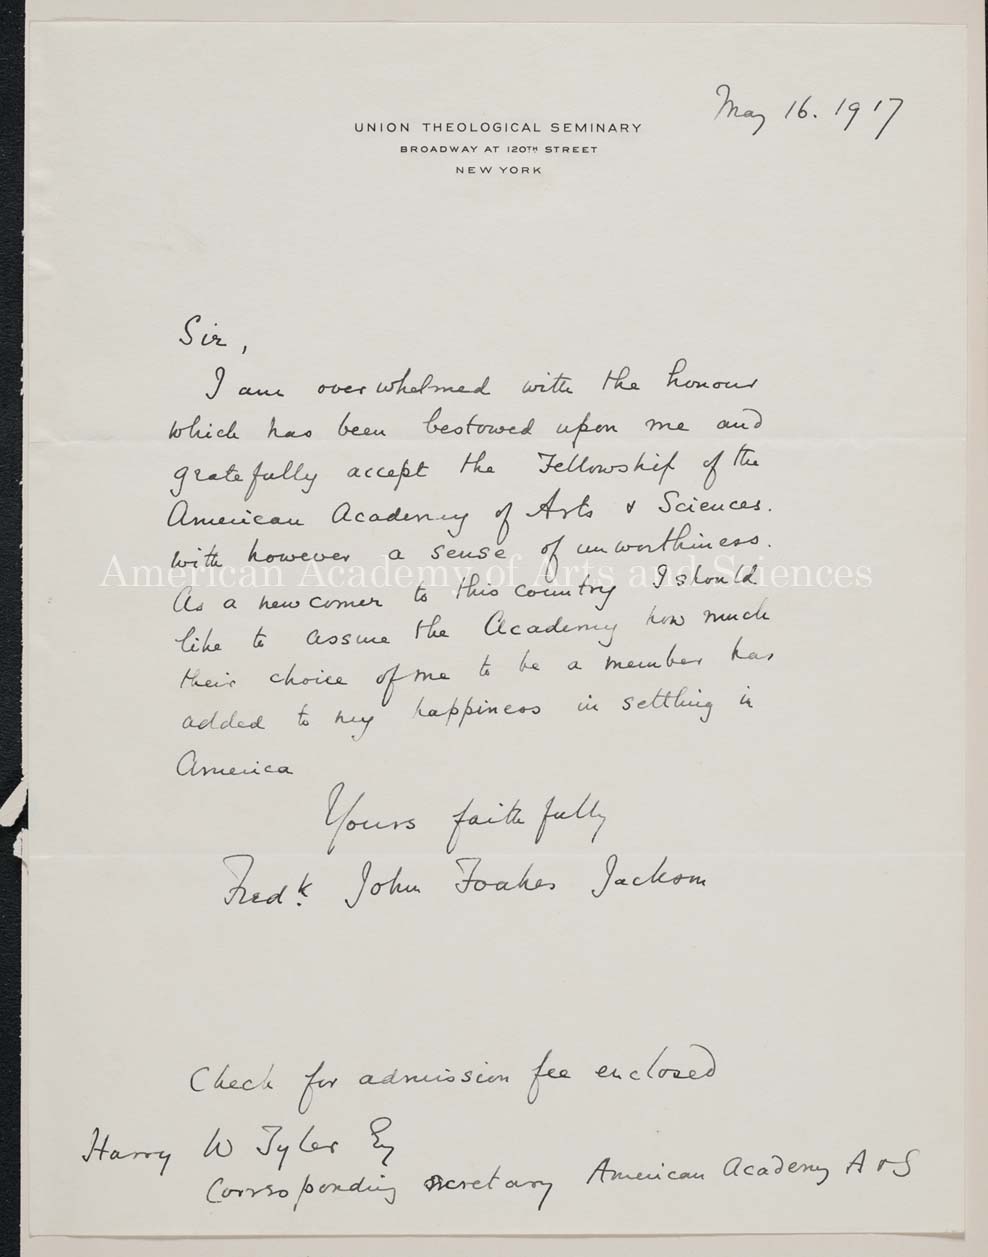 May 16. 1917
UNION THEOLOGICAL SEMINARY
BROADWAY AT 120TH STREET
NEW YORK
Sir,
I am overwhelmed with the honour
which has been bestowed upon me and
gratefully accept the Fellowship of the
American Academy of Arts & Sciences.
with however a sense of unworthiness.
American Academy of Arts and Sciences
As a newcomer to this country I should
like to assure the Academy how much
their choice of me to be a member has
added to my happiness in settling in
America
Yours faithfully
Fredk. John Foakes Jackson
Check for admission fee enclosed
Harry W Tyler Esq
Corresponding secretary American Academy A & S